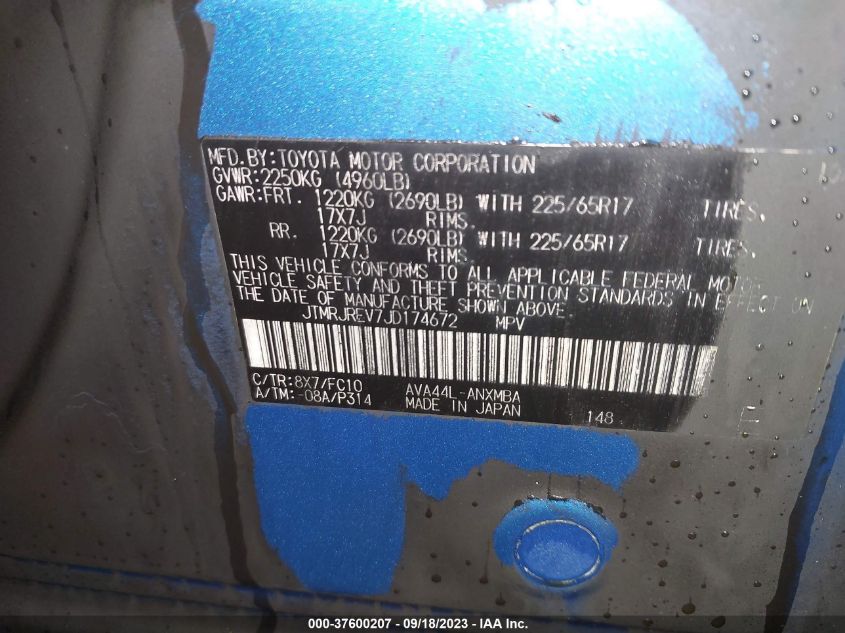 MFD.BY:TOYOTA MOTOR CORPORATION
GVWR:2250KG (4960LB)
GAWR:FRT. 1220KG (2690LB) WITH 225/65R17 TIRES,
17X7J RIMS.
RR. 1220KG (2690LB) WITH 225/65R17 TIRES,
17X7J RIMS.
THIS VEHICLE CONFORMS TO ALL APPLICABLE FEDERAL MOTOR
VEHICLE SAFETY AND THEFT PREVENTION STANDARDS IN EFFECT ON
THE DATE OF MANUFACTURE SHOWN ABOVE.
JTMRJREV7JD174672 MPV
C/TR:8X7/FC10 AVA44L-ANXMBA
A/TM:-08A/P314 MADE IN JAPAN 148 E
000-37600207 - 09/18/2023 - IAA Inc.